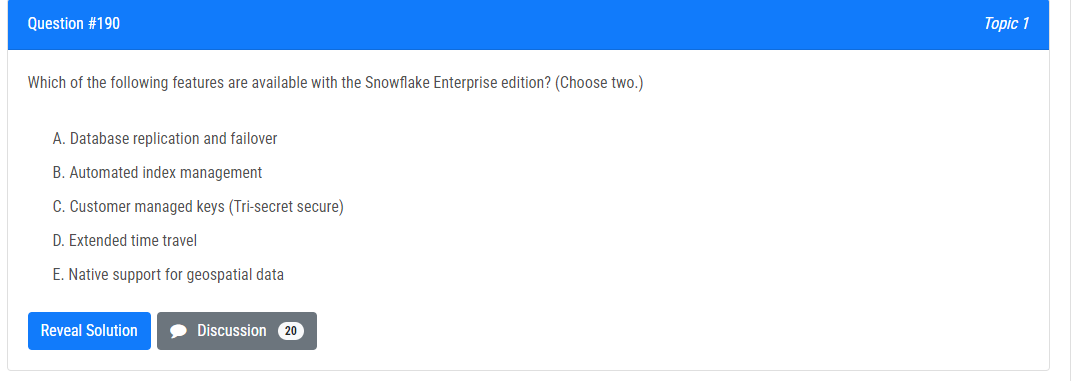 Question #190
Topic 1
Which of the following features are available with the Snowflake Enterprise edition? (Choose two.)
A. Database replication and failover
B. Automated index management
C. Customer managed keys (Tri-secret secure)
D. Extended time travel
E. Native support for geospatial data
Reveal Solution
Discussion 20